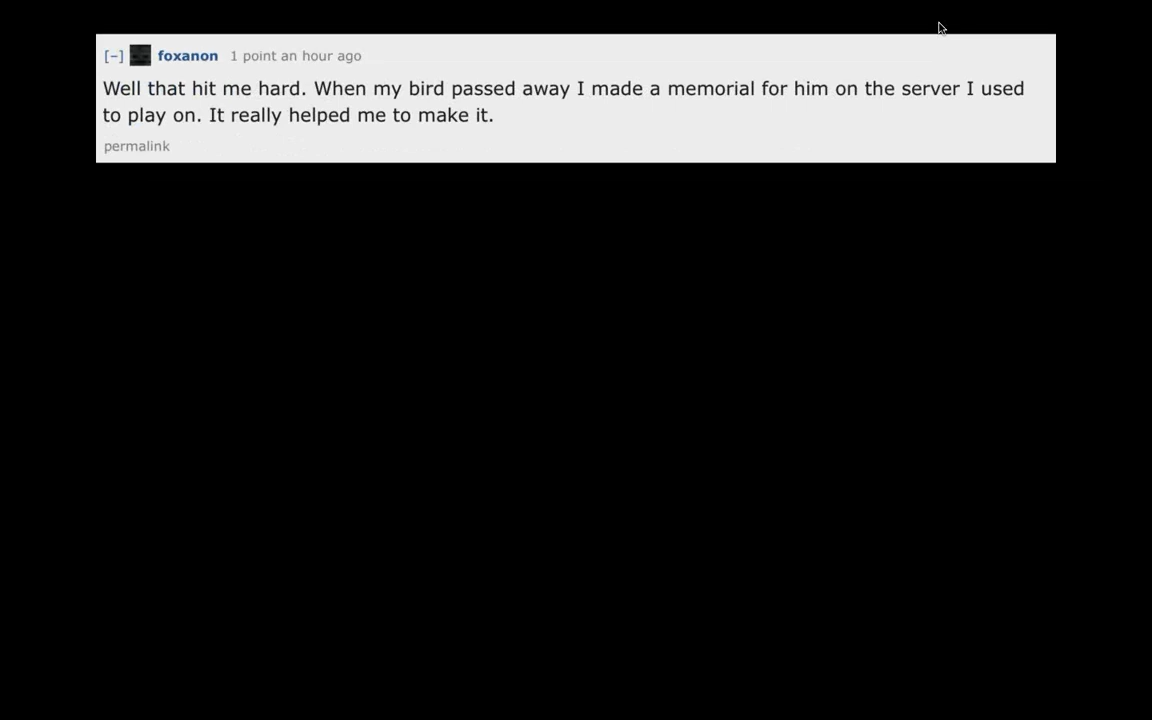 [–] foxanon 1 point an hour ago
Well that hit me hard. When my bird passed away I made a memorial for him on the server I used
to play on. It really helped me to make it.
permalink